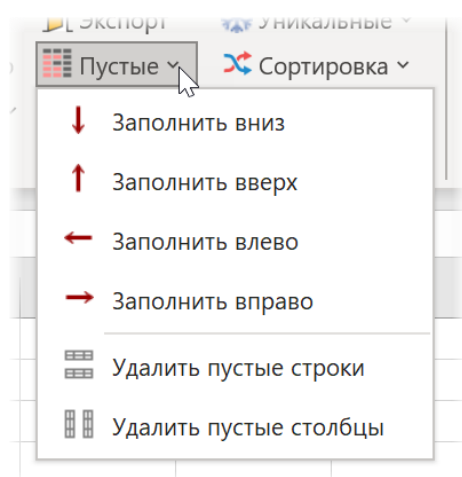 Экспорт Уникальные
Пустые Сортировка
Заполнить вниз
Заполнить вверх
Заполнить влево
Заполнить вправо
Удалить пустые строки
Удалить пустые столбцы